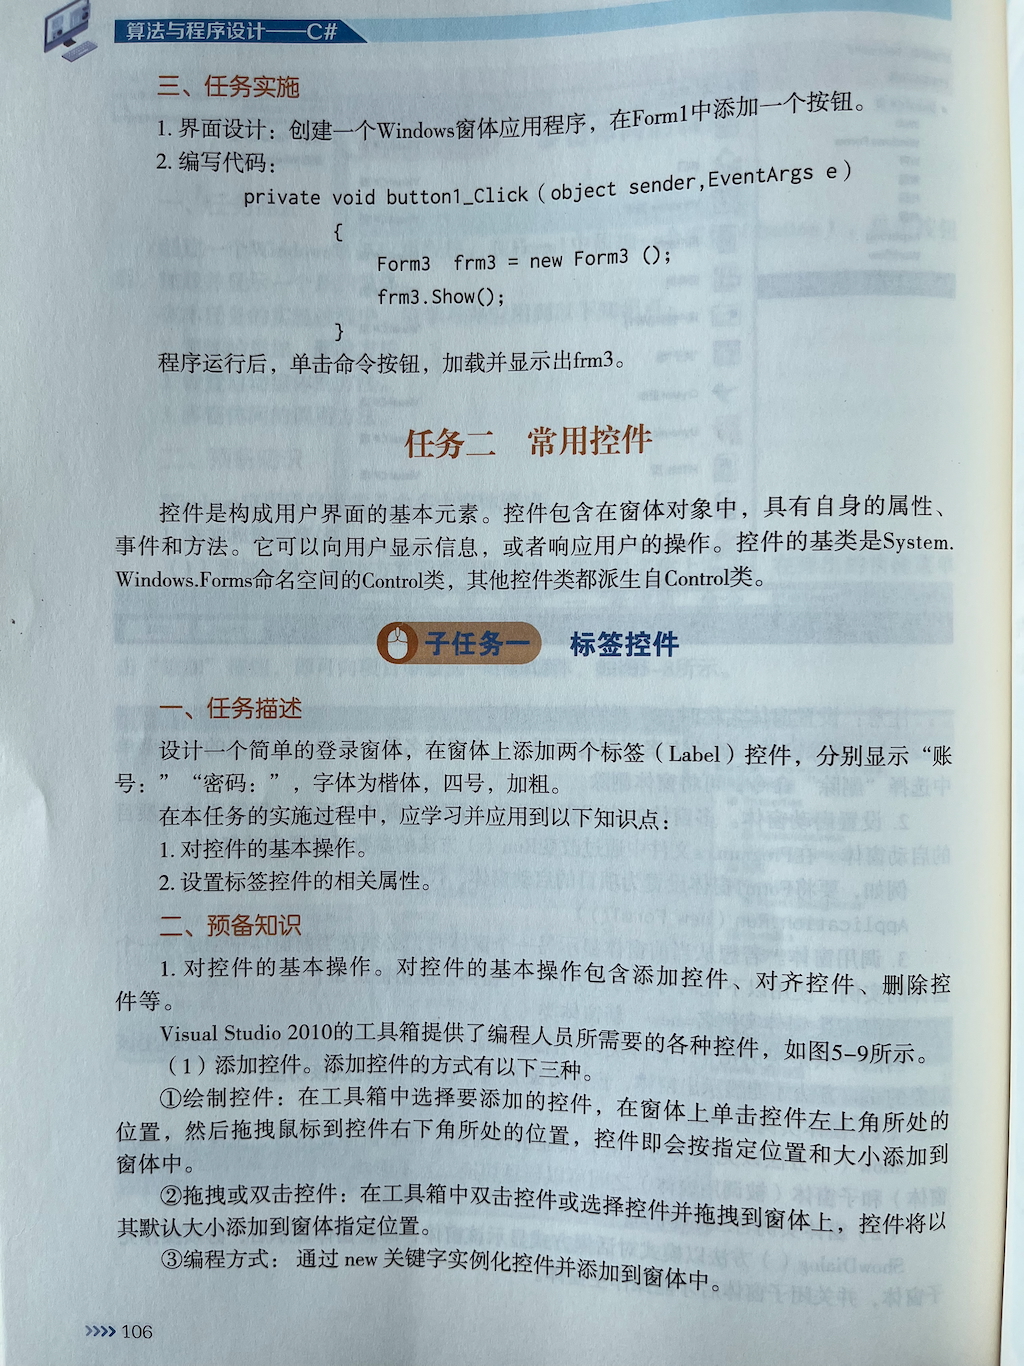 算法与程序设计——C#
三、任务实施
1. 界面设计：创建一个Windows窗体应用程序，在Form1中添加一个按钮。
2. 编写代码：
private void button1_Click（object sender,EventArgs e）
{
Form3 frm3 = new Form3 ();
frm3.Show();
}
程序运行后，单击命令按钮，加载并显示出frm3。
任务二 常用控件
控件是构成用户界面的基本元素。控件包含在窗体对象中，具有自身的属性、
事件和方法。它可以向用户显示信息，或者响应用户的操作。控件的基类是System.
Windows.Forms命名空间的Control类，其他控件类都派生自Control类。
子任务一 标签控件
一、任务描述
设计一个简单的登录窗体，在窗体上添加两个标签（Label）控件，分别显示“账
号：”“密码：”，字体为楷体，四号，加粗。
在本任务的实施过程中，应学习并应用到以下知识点：
1. 对控件的基本操作。
2. 设置标签控件的相关属性。
二、预备知识
1. 对控件的基本操作。对控件的基本操作包含添加控件、对齐控件、删除控
件等。
Visual Studio 2010的工具箱提供了编程人员所需要的各种控件，如图5-9所示。
（1）添加控件。添加控件的方式有以下三种。
①绘制控件：在工具箱中选择要添加的控件，在窗体上单击控件左上角所处的
位置，然后拖拽鼠标到控件右下角所处的位置，控件即会按指定位置和大小添加到
窗体中。
②拖拽或双击控件：在工具箱中双击控件或选择控件并拖拽到窗体上，控件将以
其默认大小添加到窗体指定位置。
③编程方式：通过 new 关键字实例化控件并添加到窗体中。
›››› 106